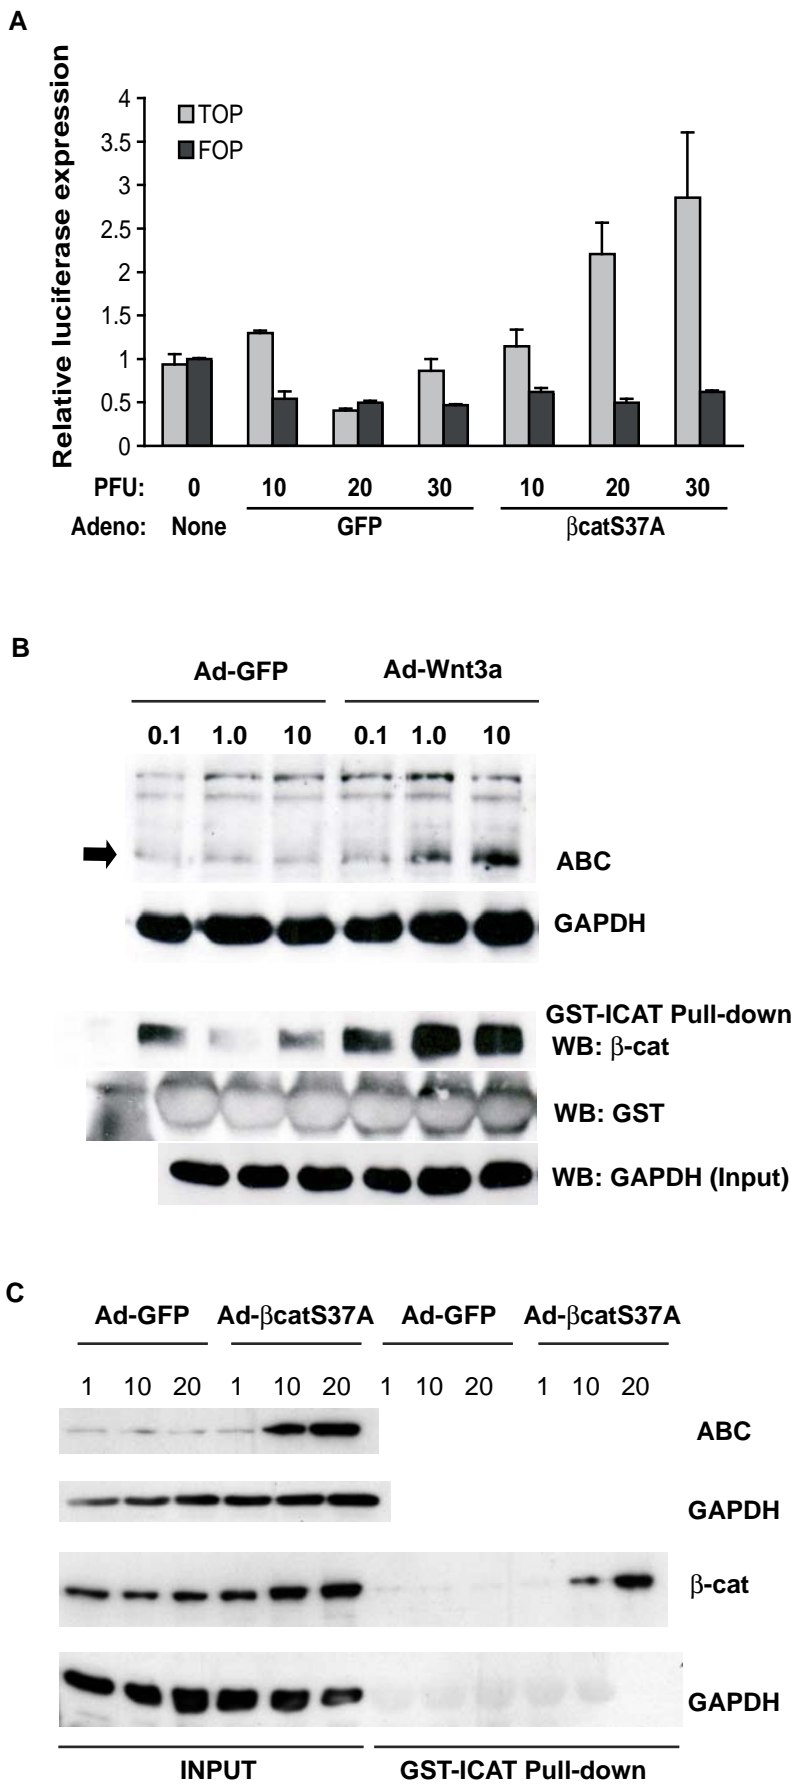 A
Relative luciferase expression
4
3.5
3
2.5
2
1.5
1
0.5
0
TOP
FOP
PFU: 0 10 20 30 10 20 30
Adeno: None GFP βcatS37A
B
Ad-GFP Ad-Wnt3a
0.1 1.0 10 0.1 1.0 10
ABC
GAPDH
GST-ICAT Pull-down
WB: β-cat
WB: GST
WB: GAPDH (Input)
C
Ad-GFP Ad-βcatS37A Ad-GFP Ad-βcatS37A
1 10 20 1 10 20 1 10 20 1 10 20
ABC
GAPDH
β-cat
GAPDH
INPUT GST-ICAT Pull-down